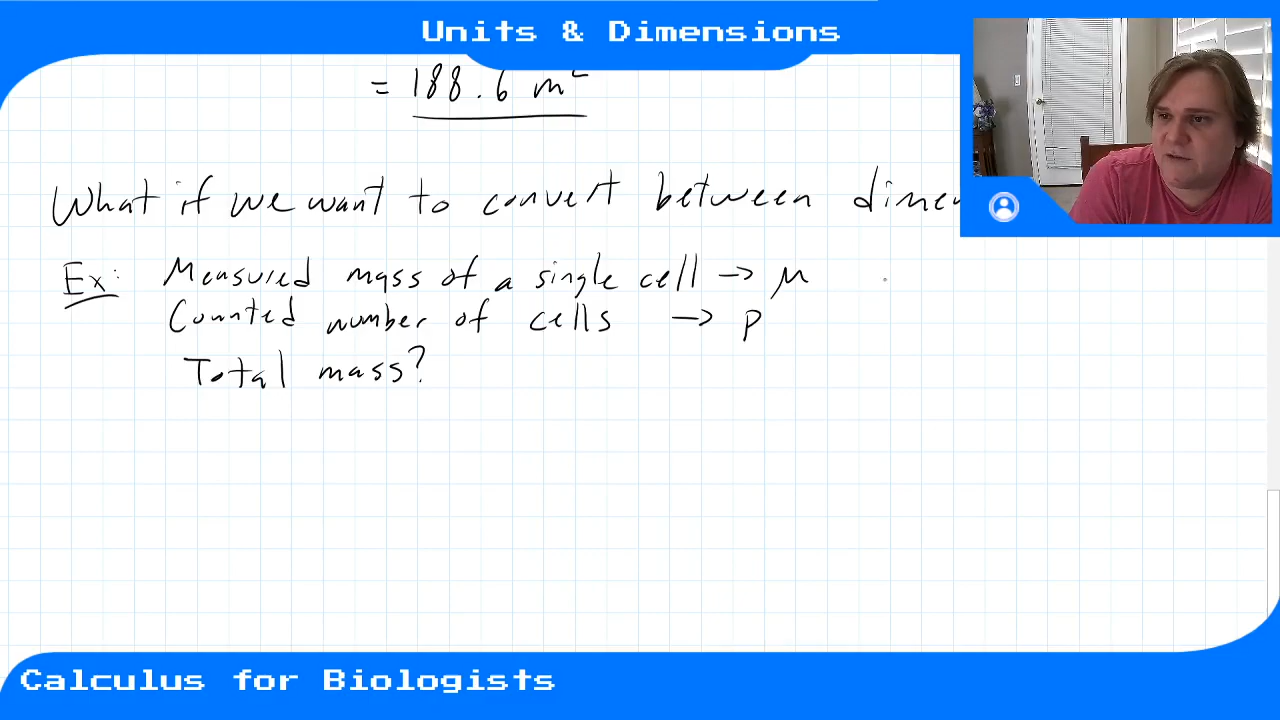 Units & Dimensions
= 188.6 m²
What if we want to convert between
Ex: Measured mass of a single cell → μ
Counted number of cells → p
Total mass?
Calculus for Biologists